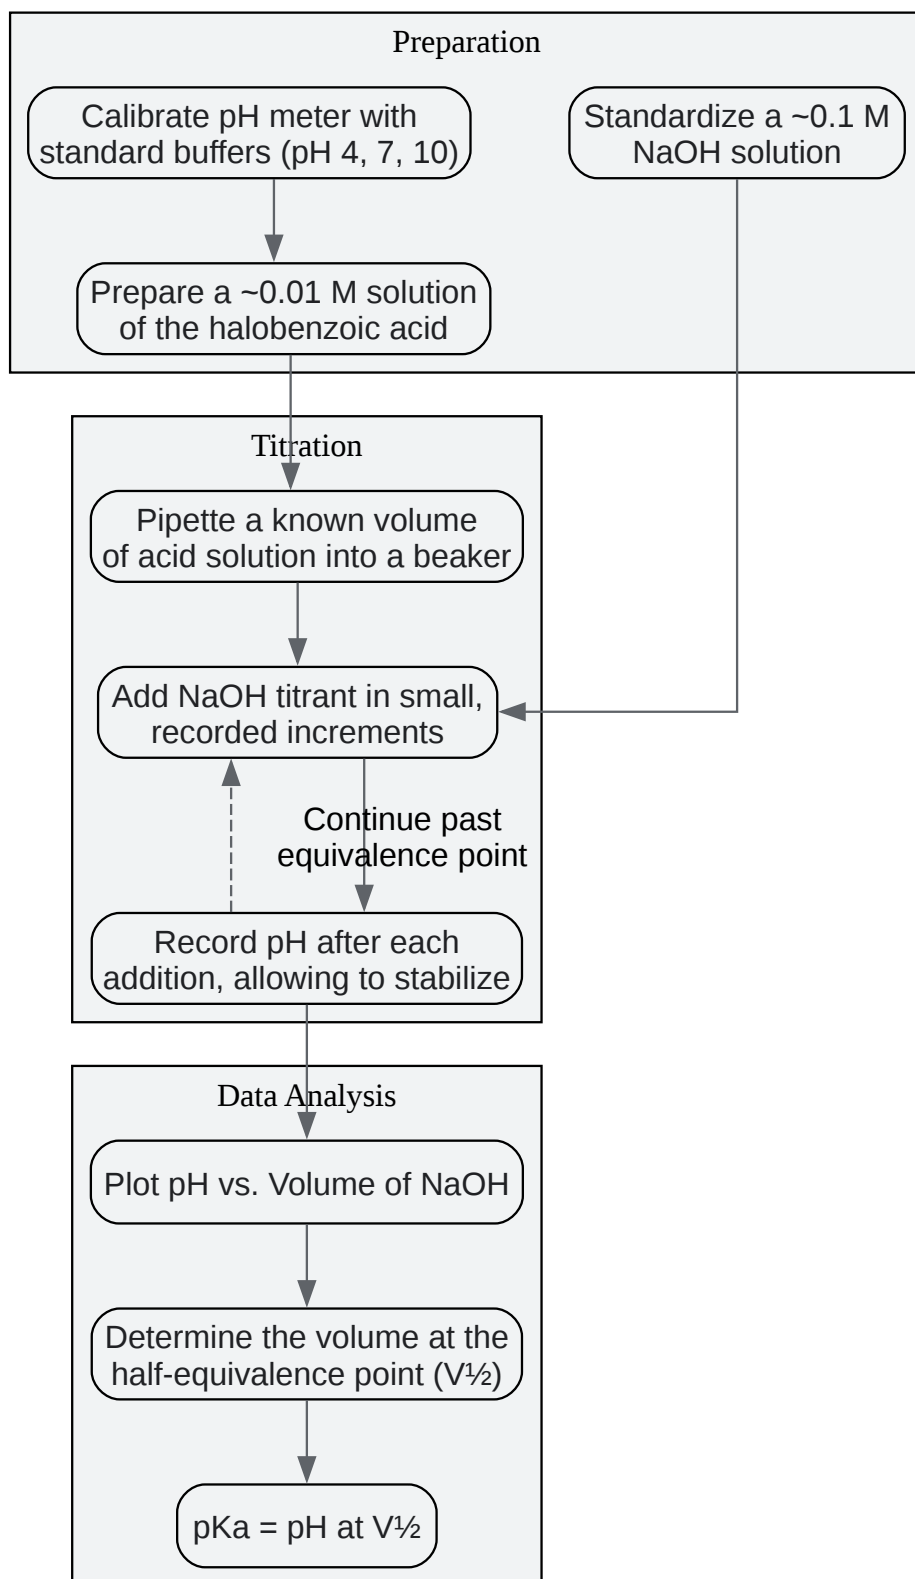 Preparation
Calibrate pH meter with
standard buffers (pH 4, 7, 10)
Standardize a ~0.1 M
NaOH solution
Prepare a ~0.01 M solution
of the halobenzoic acid
Titration
Pipette a known volume
of acid solution into a beaker
Add NaOH titrant in small,
recorded increments
Continue past
equivalence point
Record pH after each
addition, allowing to stabilize
Data Analysis
Plot pH vs. Volume of NaOH
Determine the volume at the
half-equivalence point (V½)
pKa = pH at V½